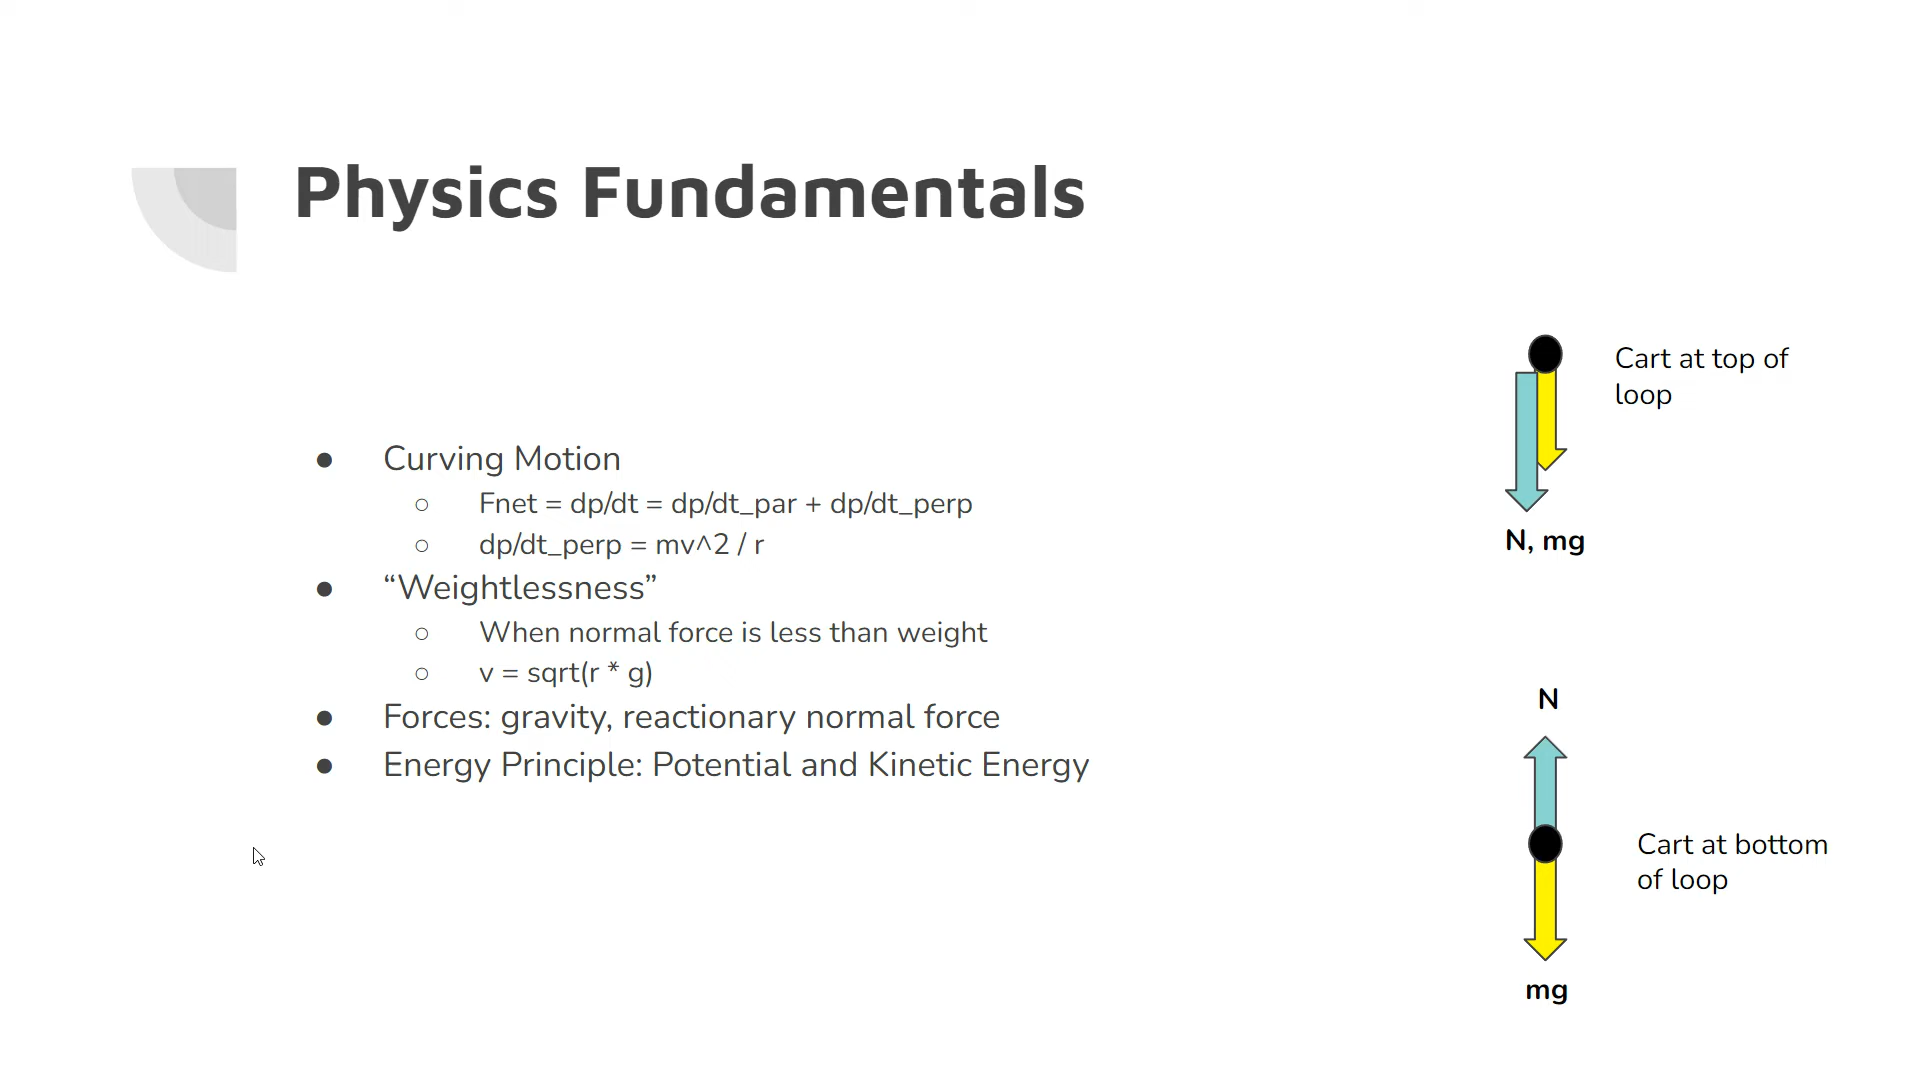 Physics Fundamentals
● Curving Motion
○ Fnet = dp/dt = dp/dt_par + dp/dt_perp
○ dp/dt_perp = mv^2 / r
● “Weightlessness”
○ When normal force is less than weight
○ v = sqrt(r * g)
● Forces: gravity, reactionary normal force
● Energy Principle: Potential and Kinetic Energy
Cart at top of
loop
N, mg
N
Cart at bottom
of loop
mg